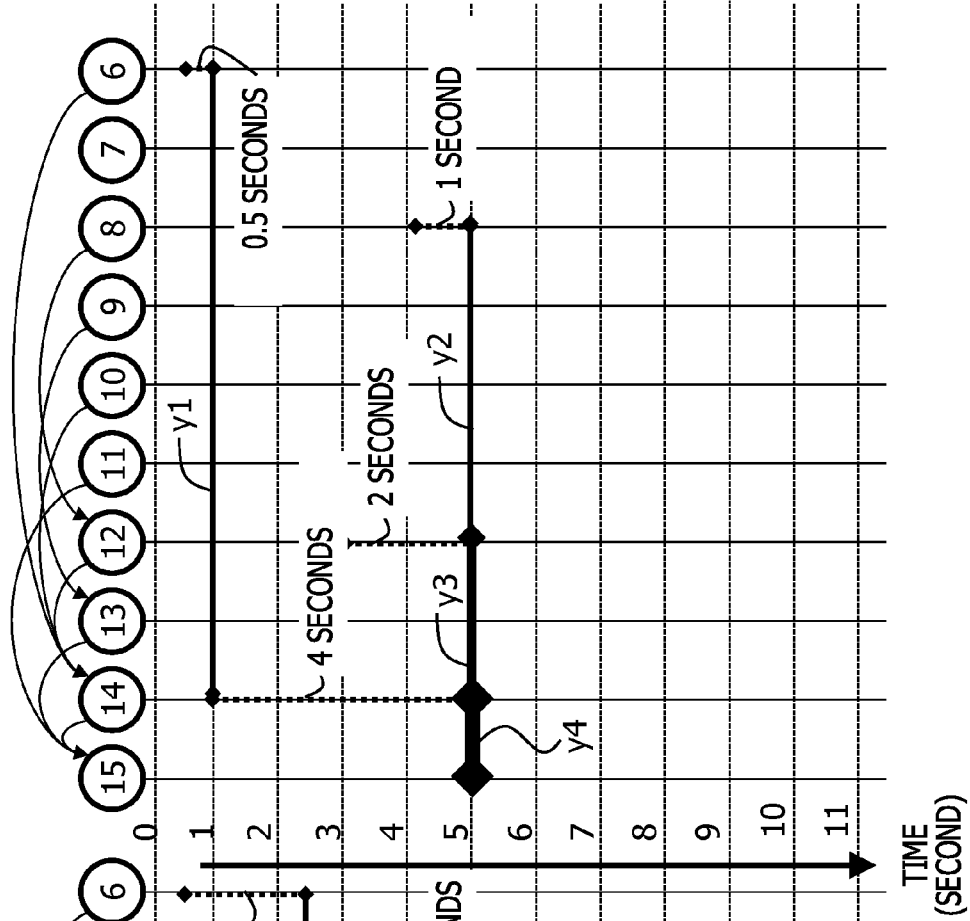 6
7
8
9
10
11
12
13
14
15
0.5 SECONDS
1 SECOND
y1
y2
2 SECONDS
4 SECONDS
y3
y4
0
1
2
3
4
5
6
7
8
9
10
11
TIME
(SECOND)
6
NDS